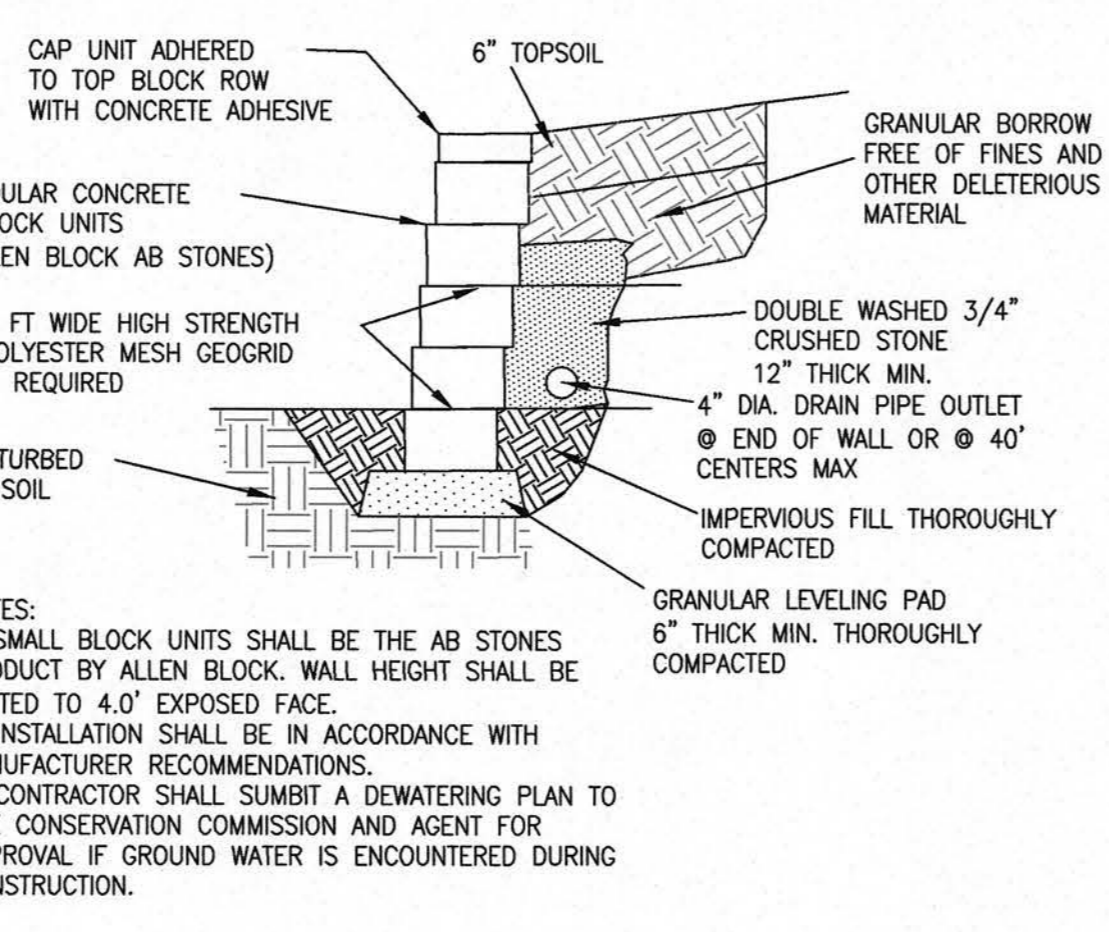 CAP UNIT ADHERED
TO TOP BLOCK ROW
WITH CONCRETE ADHESIVE
6" TOPSOIL
GRANULAR BORROW
FREE OF FINES AND
OTHER DELETERIOUS
MATERIAL
ULAR CONCRETE
OCK UNITS
EN BLOCK AB STONES)
FT WIDE HIGH STRENGTH
OLYESTER MESH GEOGRID
REQUIRED
DOUBLE WASHED 3/4"
CRUSHED STONE
12" THICK MIN.
4" DIA. DRAIN PIPE OUTLET
@ END OF WALL OR @ 40'
CENTERS MAX
TURBED
SOIL
IMPERVIOUS FILL THOROUGHLY
COMPACTED
GRANULAR LEVELING PAD
6" THICK MIN. THOROUGHLY
COMPACTED
TES:
SMALL BLOCK UNITS SHALL BE THE AB STONES
ODUCT BY ALLEN BLOCK. WALL HEIGHT SHALL BE
ITED TO 4.0' EXPOSED FACE.
INSTALLATION SHALL BE IN ACCORDANCE WITH
NUFACTURER RECOMMENDATIONS.
CONTRACTOR SHALL SUMBIT A DEWATERING PLAN TO
E CONSERVATION COMMISSION AND AGENT FOR
PROVAL IF GROUND WATER IS ENCOUNTERED DURING
NSTRUCTION.